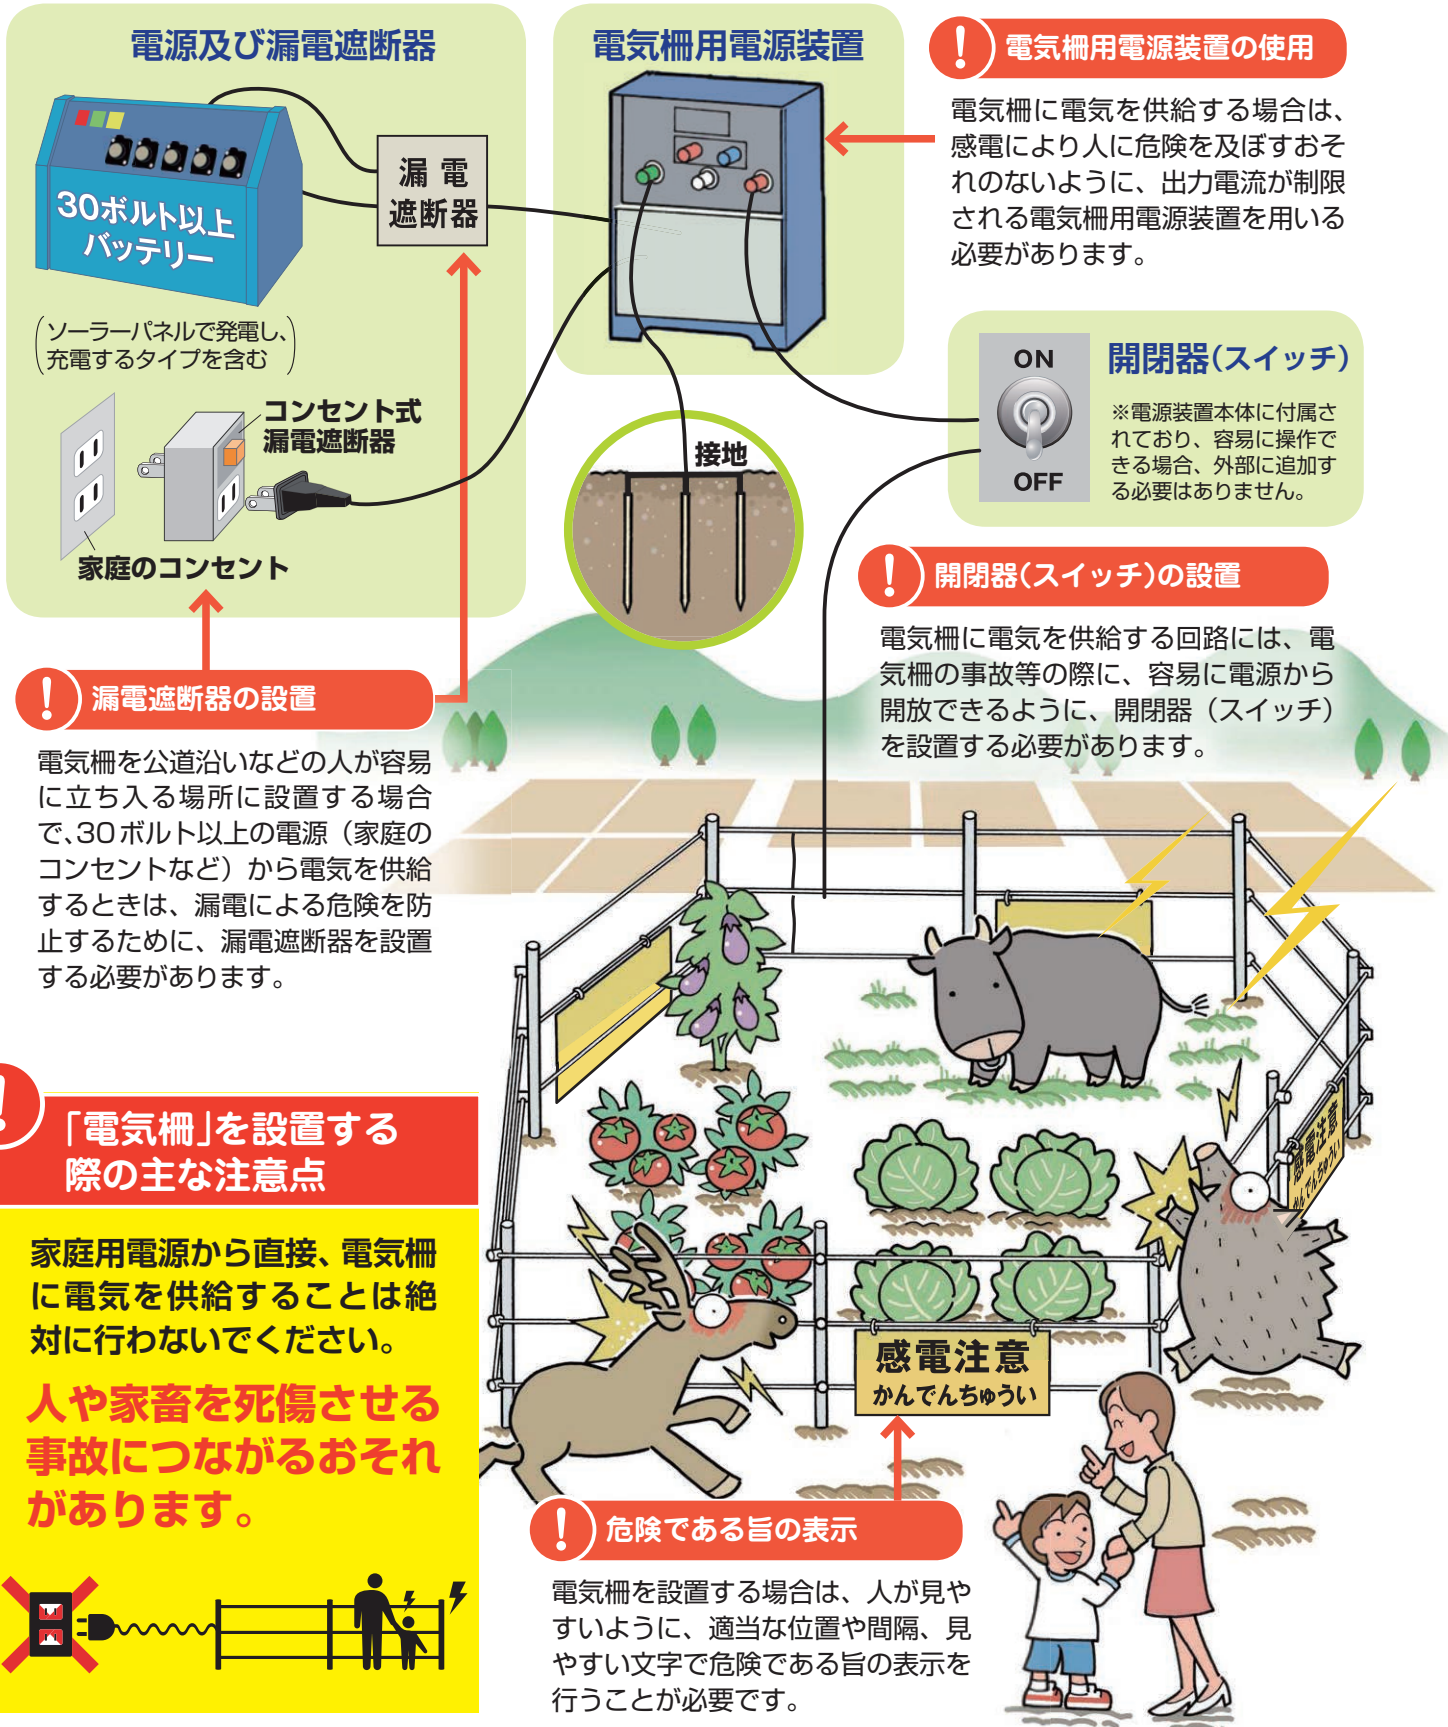 電源及び漏電遮断器
30ボルト以上
バッテリー
漏電
遮断器
ソーラーパネルで発電し、
充電するタイプを含む
コンセント式
漏電遮断器
家庭のコンセント
電気柵用電源装置
接地
! 電気柵用電源装置の使用
電気柵に電気を供給する場合は、
感電により人に危険を及ぼすおそ
れのないように、出力電流が制限
される電気柵用電源装置を用いる
必要があります。
ON
OFF
開閉器(スイッチ)
※電源装置本体に付属さ
れており、容易に操作で
きる場合、外部に追加す
る必要はありません。
! 開閉器(スイッチ)の設置
電気柵に電気を供給する回路には、電
気柵の事故等の際に、容易に電源から
開放できるように、開閉器（スイッチ）
を設置する必要があります。
! 漏電遮断器の設置
電気柵を公道沿いなどの人が容易
に立ち入る場所に設置する場合
で、30ボルト以上の電源（家庭の
コンセントなど）から電気を供給
するときは、漏電による危険を防
止するために、漏電遮断器を設置
する必要があります。
!
「電気柵」を設置する
際の主な注意点
家庭用電源から直接、電気柵
に電気を供給することは絶
対に行わないでください。
人や家畜を死傷させる
事故につながるおそれ
があります。
感電注意
かんでんちゅうい
感電注意
かんでんちゅうい
! 危険である旨の表示
電気柵を設置する場合は、人が見や
すいように、適当な位置や間隔、見
やすい文字で危険である旨の表示を
行うことが必要です。